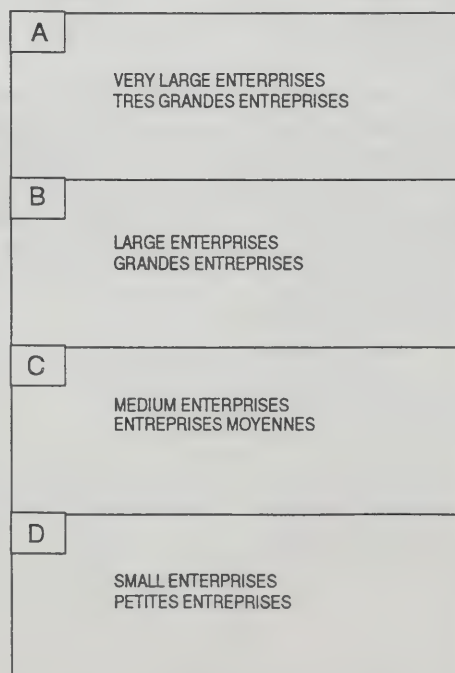 A
VERY LARGE ENTERPRISES
TRES GRANDES ENTREPRISES
B
LARGE ENTERPRISES
GRANDES ENTREPRISES
C
MEDIUM ENTERPRISES
ENTREPRISES MOYENNES
D
SMALL ENTERPRISES
PETITES ENTREPRISES